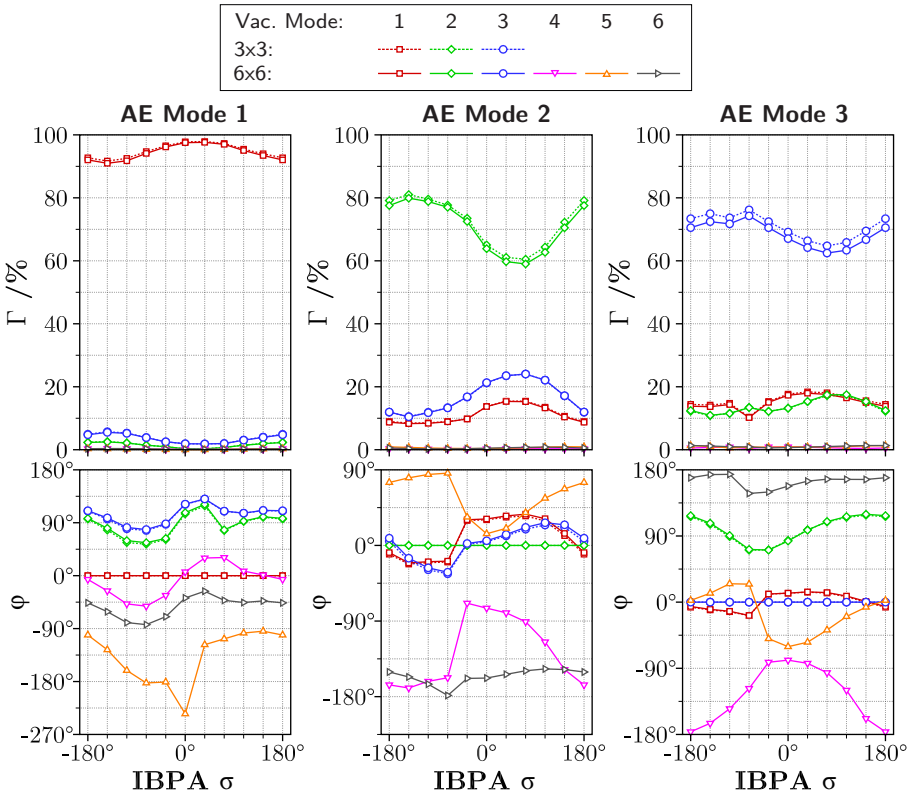 Vac. Mode: 1 2 3 4 5 6
3x3:
6x6:
AE Mode 1 AE Mode 2 AE Mode 3
100 100 100
80 80 80
60 60 60
40 40 40
20 20 20
0 0 0
Γ /% Γ /% Γ /%
180° 90° 180°
90° 0° 90°
0° -90° 0°
-90° -180° -90°
-180° -180°
-270°
φ φ φ
-180° 0° 180° -180° 0° 180° -180° 0° 180°
IBPA σ IBPA σ IBPA σ